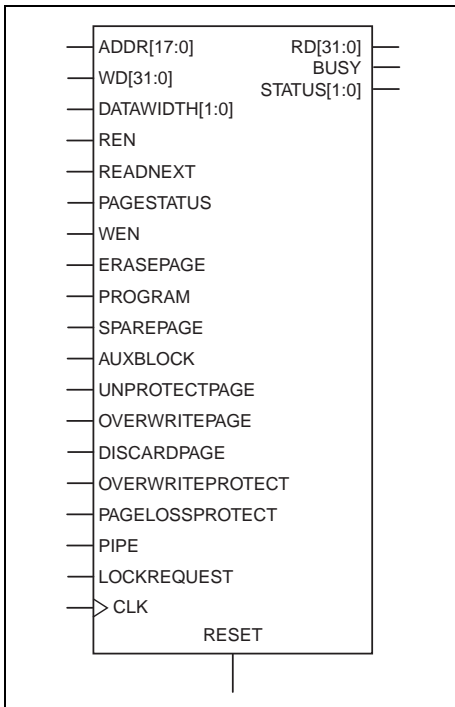 ADDR[17:0] RD[31:0]
WD[31:0] BUSY
STATUS[1:0]
DATAWIDTH[1:0]
REN
READNEXT
PAGESTATUS
WEN
ERASEPAGE
PROGRAM
SPAREPAGE
AUXBLOCK
UNPROTECTPAGE
OVERWRITEPAGE
DISCARDPAGE
OVERWRITEPROTECT
PAGELOSSPROTECT
PIPE
LOCKREQUEST
CLK
RESET